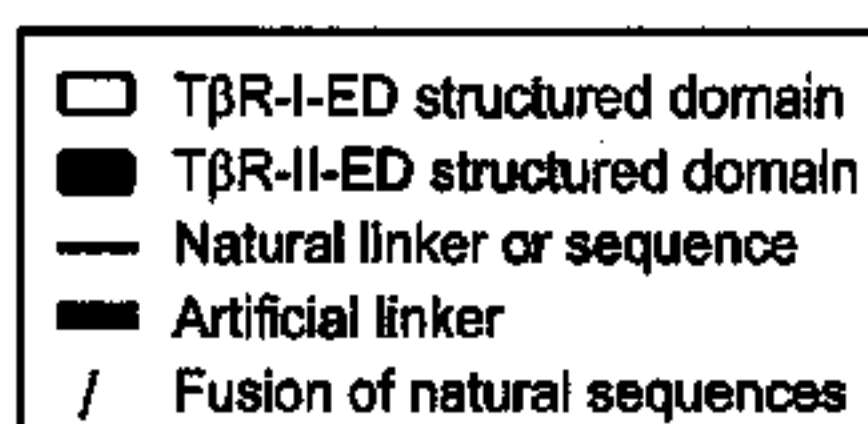 TβR-I-ED structured domain
TβR-II-ED structured domain
Natural linker or sequence
Artificial linker
/ Fusion of natural sequences